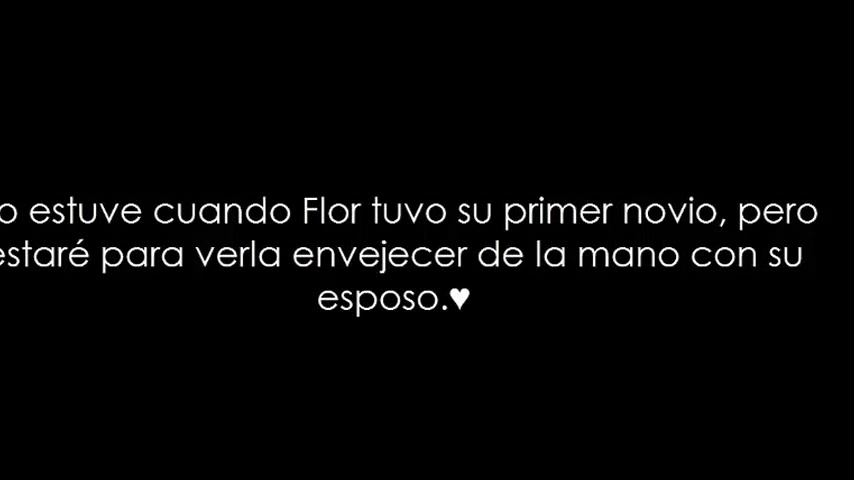 o estuve cuando Flor tuvo su primer novio, pero
estaré para verla envejecer de la mano con su
esposo.♥